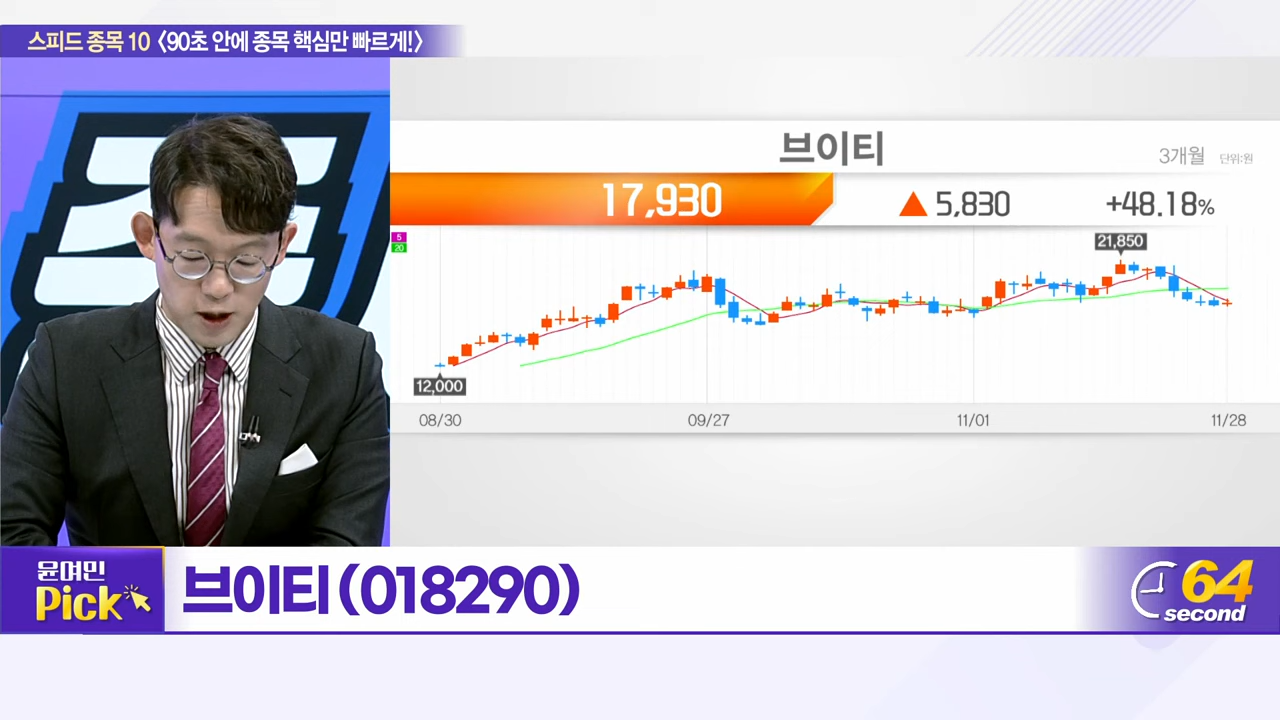 스피드 종목 10 〈90초 안에 종목 핵심만 빠르게!〉
브이티
3개월 단위:원
17,930 ▲ 5,830 +48.18%
5
20
21,850
12,000
08/30 09/27 11/01 11/28
윤여민
Pick
브이티(018290)
64
second